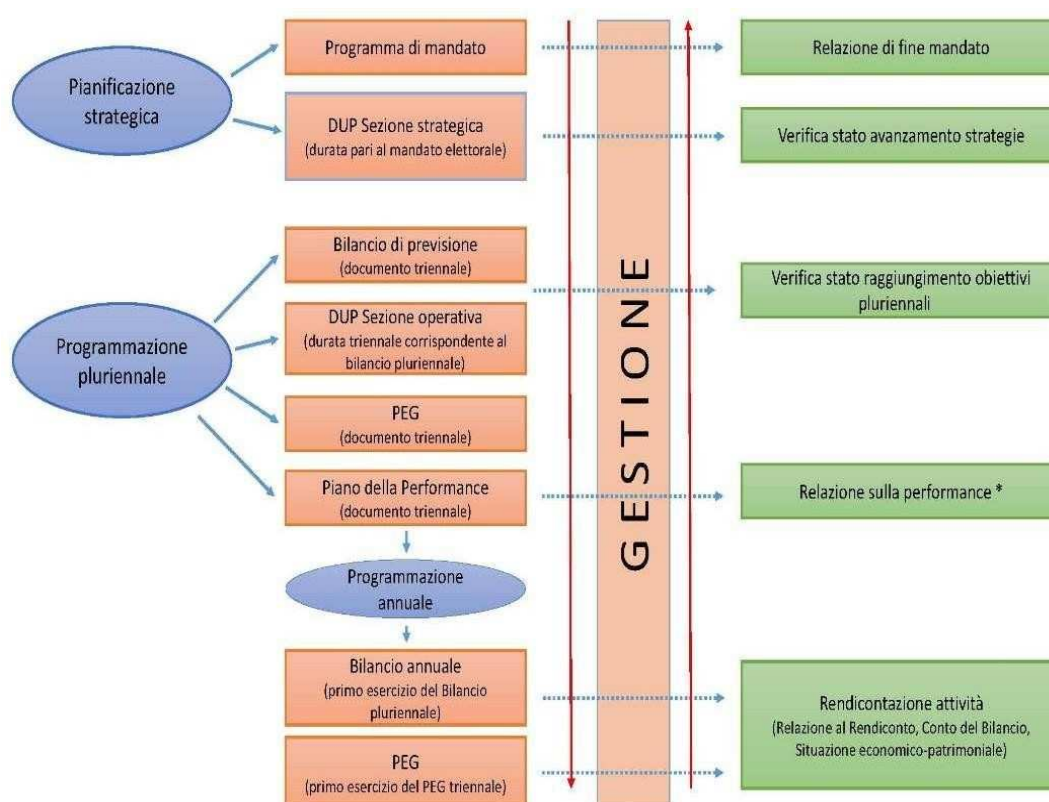 Pianificazione
strategica
Programma di mandato
DUP Sezione strategica
(durata pari al mandato elettorale)
Relazione di fine mandato
Verifica stato avanzamento strategie
Programmazione
pluriennale
Bilancio di previsione
(documento triennale)
DUP Sezione operativa
(durata triennale corrispondente al
bilancio pluriennale)
PEG
(documento triennale)
Piano della Performance
(documento triennale)
Verifica stato raggiungimento obiettivi
pluriennali
Relazione sulla performance *
GESTIONE
Programmazione
annuale
Bilancio annuale
(primo esercizio del Bilancio
pluriennale)
PEG
(primo esercizio del PEG triennale)
Rendicontazione attività
(Relazione al Rendiconto, Conto del Bilancio,
Situazione economico-patrimoniale)